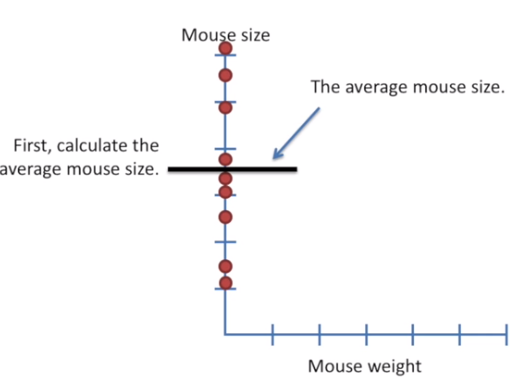 Mouse size
The average mouse size.
First, calculate the
average mouse size.
Mouse weight